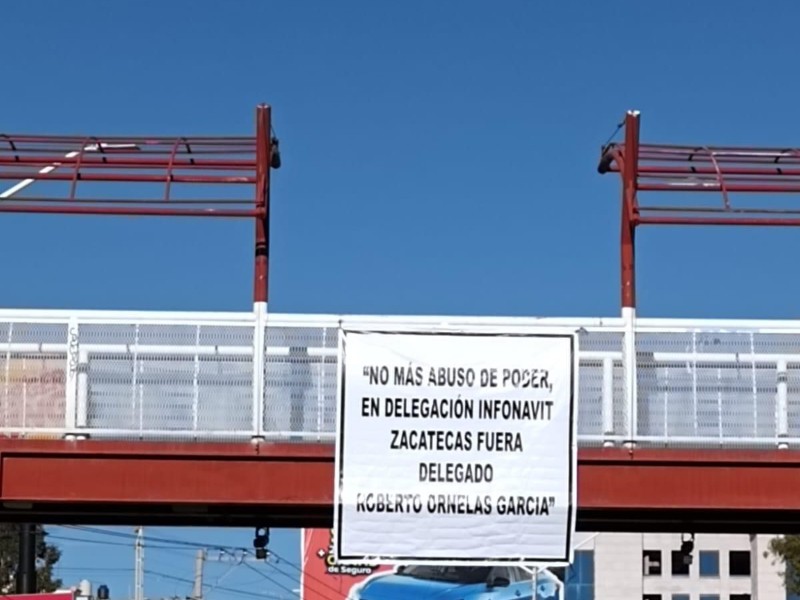 "NO MÁS ABUSO DE PODER,
EN DELEGACIÓN INFONAVIT
ZACATECAS FUERA
DELEGADO
ROBERTO ORNELAS GARCIA"
de Seguro